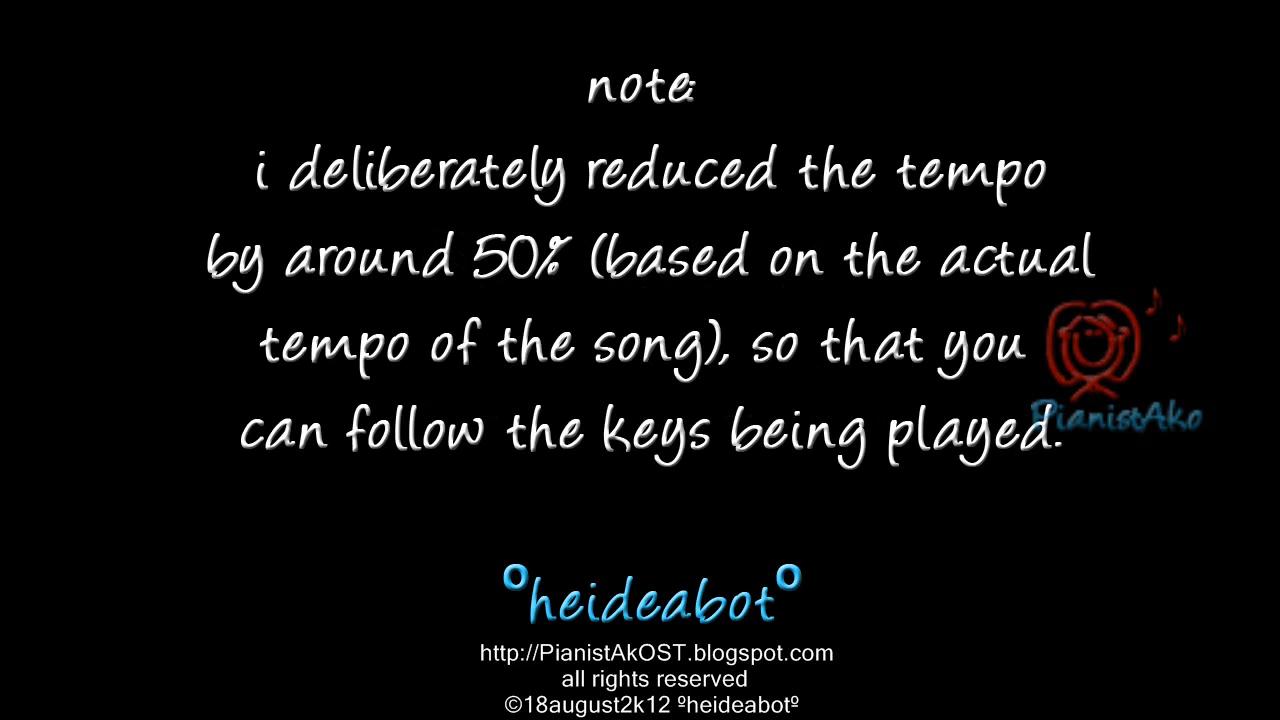 note:
i deliberately reduced the tempo
by around 50% (based on the actual
tempo of the song), so that you
can follow the keys being played.
PianistAko
ºheideabotº
http://PianistAkOST.blogspot.com
all rights reserved
©18august2k12 ºheideabotº